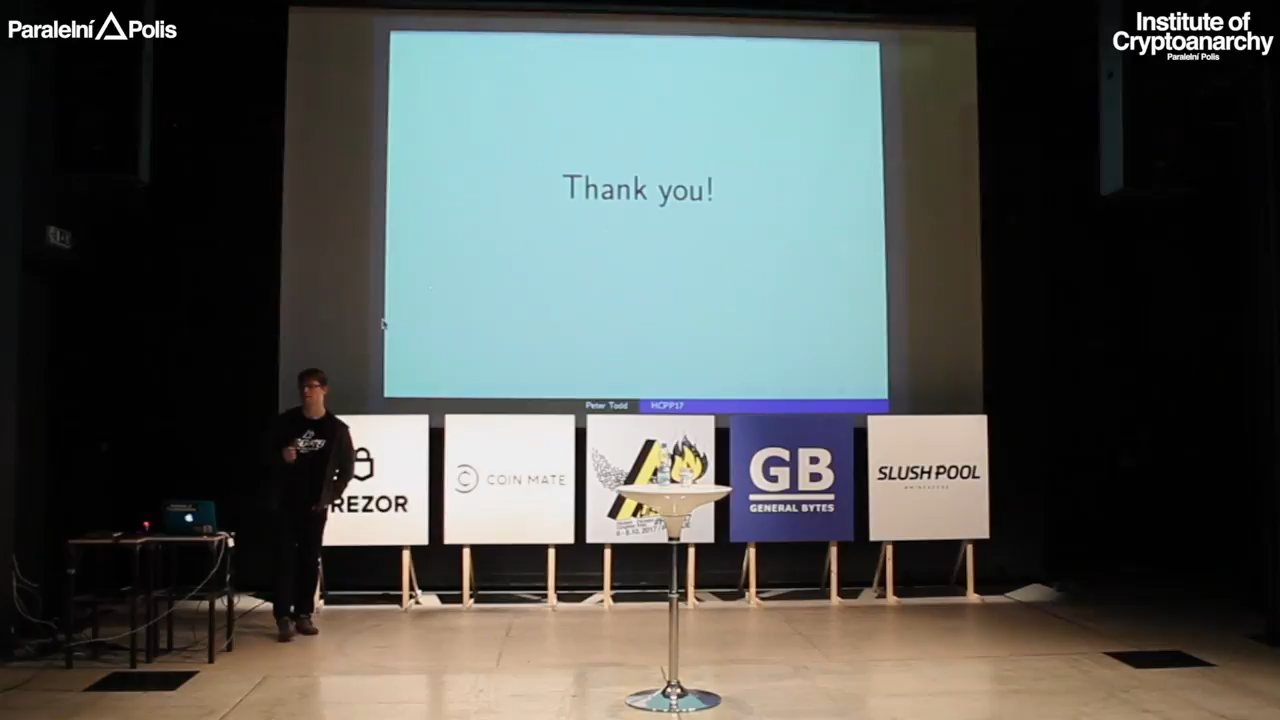 Paralelní Polis
Institute of
Cryptoanarchy
Paralelní Polis
Thank you!
Peter Todd HCPP17
REZOR
COIN MATE
GB
GENERAL BYTES
SLUSH POOL